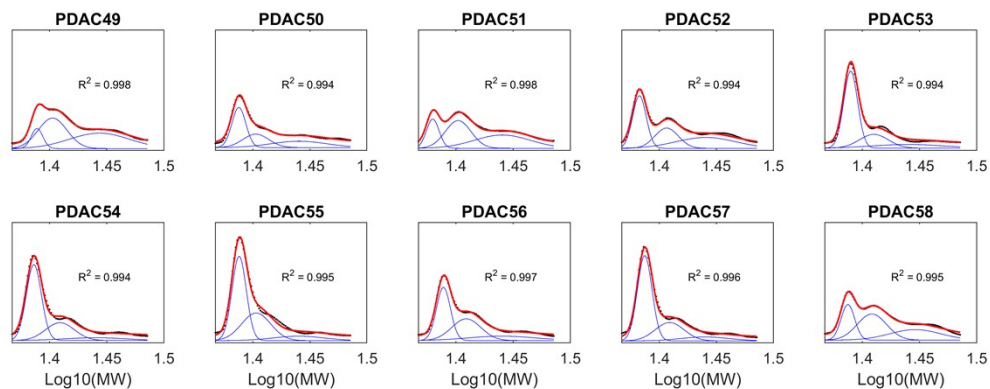 PDAC49 PDAC50 PDAC51 PDAC52 PDAC53
R² = 0.998 R² = 0.994 R² = 0.998 R² = 0.994 R² = 0.994
1.4 1.45 1.5 1.4 1.45 1.5 1.4 1.45 1.5 1.4 1.45 1.5 1.4 1.45 1.5
PDAC54 PDAC55 PDAC56 PDAC57 PDAC58
R² = 0.994 R² = 0.995 R² = 0.997 R² = 0.996 R² = 0.995
1.4 1.45 1.5 1.4 1.45 1.5 1.4 1.45 1.5 1.4 1.45 1.5 1.4 1.45 1.5
Log10(MW) Log10(MW) Log10(MW) Log10(MW) Log10(MW)